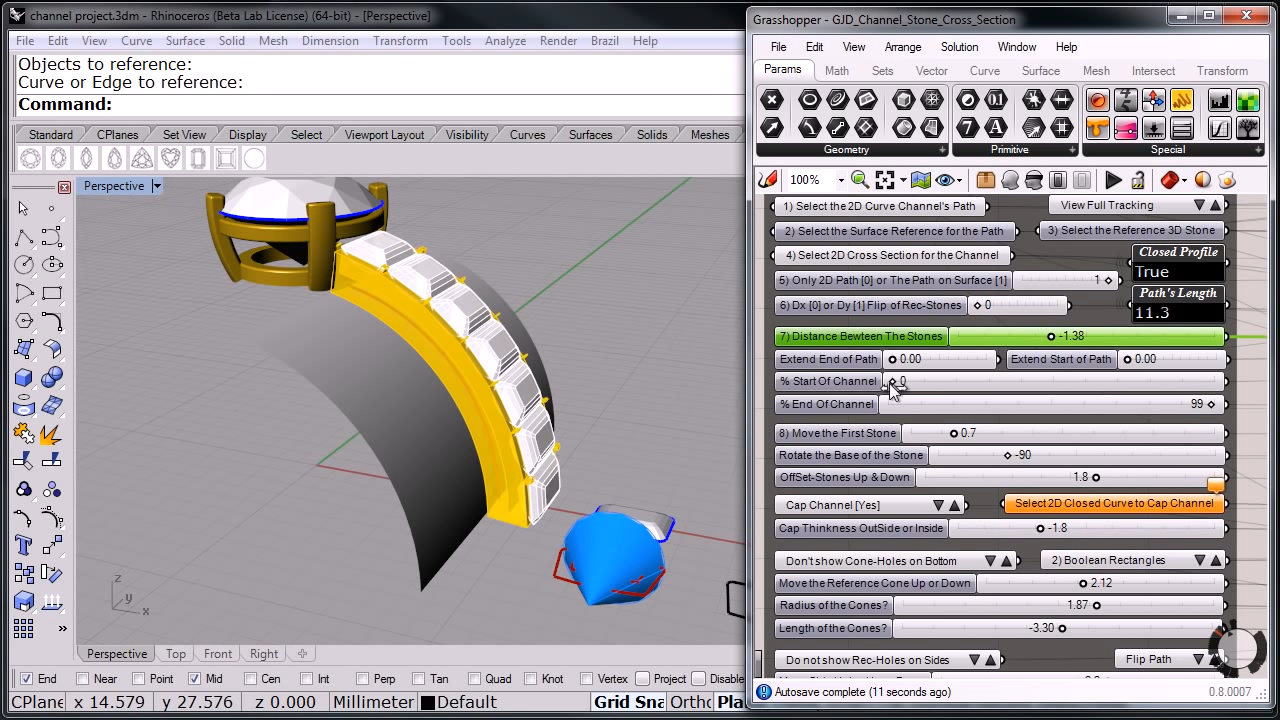 channel project.3dm - Rhinoceros (Beta Lab License) (64-bit) - [Perspective]
File Edit View Curve Surface Solid Mesh Dimension Transform Tools Analyze Render Brazil Help
Objects to reference:
Curve or Edge to reference:
Command:
Standard CPlanes Set View Display Select Viewport Layout Visibility Curves Surfaces Solids Meshes
Perspective
z
y
x
Perspective Top Front Right
End Near Point Mid Cen Int Perp Tan Quad Knot Vertex Project Disable
CPlane x 14.579 y 27.576 z 0.000 Millimeter Default Grid Sna Ortho Pla
Grasshopper - GJD_Channel_Stone_Cross_Section
File Edit View Arrange Solution Window Help
Params Math Sets Vector Curve Surface Mesh Intersect Transform
Geometry Primitive Special
100%
1) Select the 2D Curve Channel's Path View Full Tracking
2) Select the Surface Reference for the Path 3) Select the Reference 3D Stone
4) Select 2D Cross Section for the Channel Closed Profile
True
5) Only 2D Path [0] or The Path on Surface [1] 1
Path's Length
6) Dx [0] or Dy [1] Flip of Rec-Stones 0 11.3
7) Distance Bewteen The Stones -1.38
Extend End of Path 0.00 Extend Start of Path 0.00
% Start Of Channel 0
% End Of Channel 99
8) Move the First Stone 0.7
Rotate the Base of the Stone -90
OffSet-Stones Up & Down 1.8
Cap Channel [Yes] Select 2D Closed Curve to Cap Channel
Cap Thinkness OutSide or Inside -1.8
Don't show Cone-Holes on Bottom 2) Boolean Rectangles
Move the Reference Cone Up or Down 2.12
Radius of the Cones? 1.87
Length of the Cones? -3.30
Do not show Rec-Holes on Sides Flip Path
Autosave complete (11 seconds ago) 0.8.0007